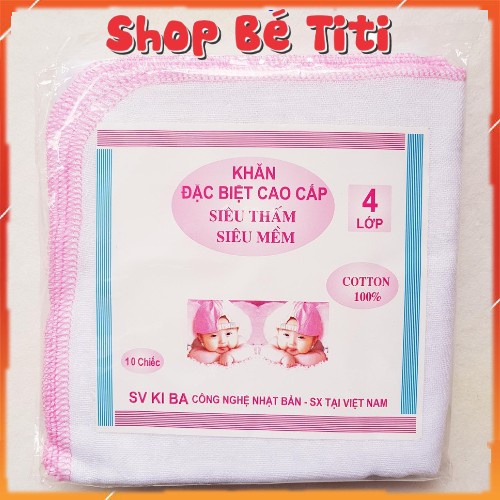 Shop Bé Titi
KHĂN
ĐẶC BIỆT CAO CẤP
SIÊU THẤM
SIÊU MỀM
4
LỚP
COTTON
100%
10 Chiếc
SV KI BA CÔNG NGHỆ NHẬT BẢN - SX TẠI VIỆT NAM